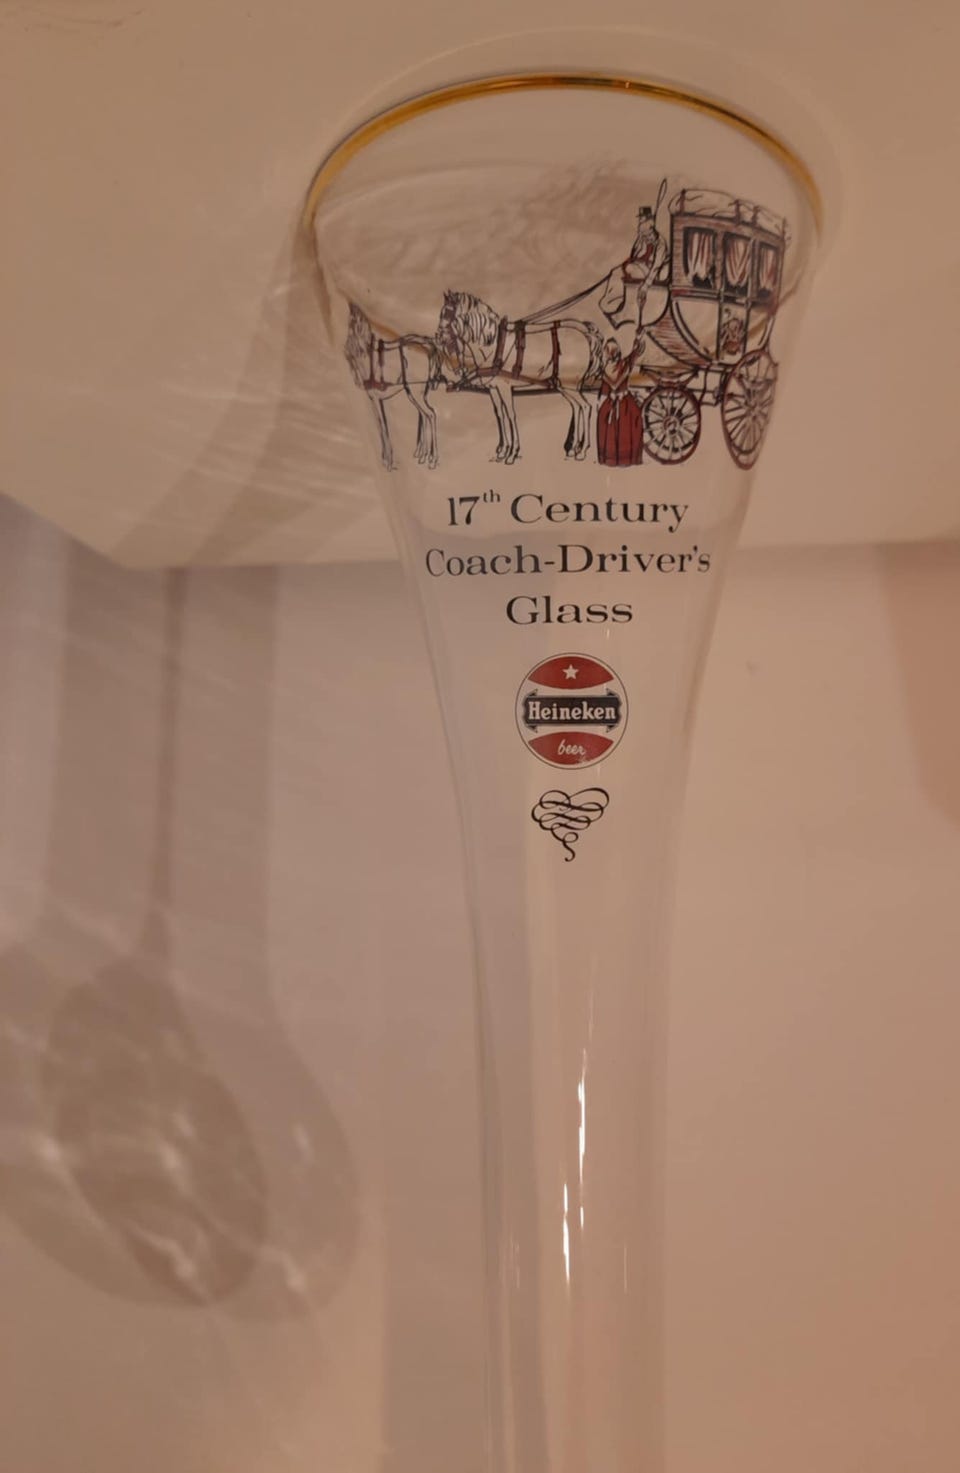 17th Century
Coach-Driver's
Glass
Heineken
beer